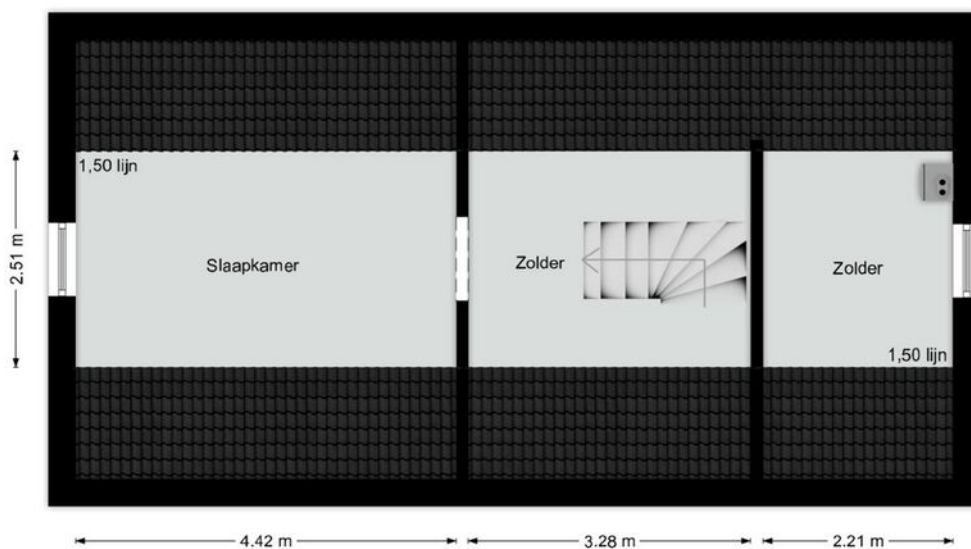 1,50 lijn
2.51 m
Slaapkamer
Zolder
Zolder
1,50 lijn
4.42 m
3.28 m
2.21 m